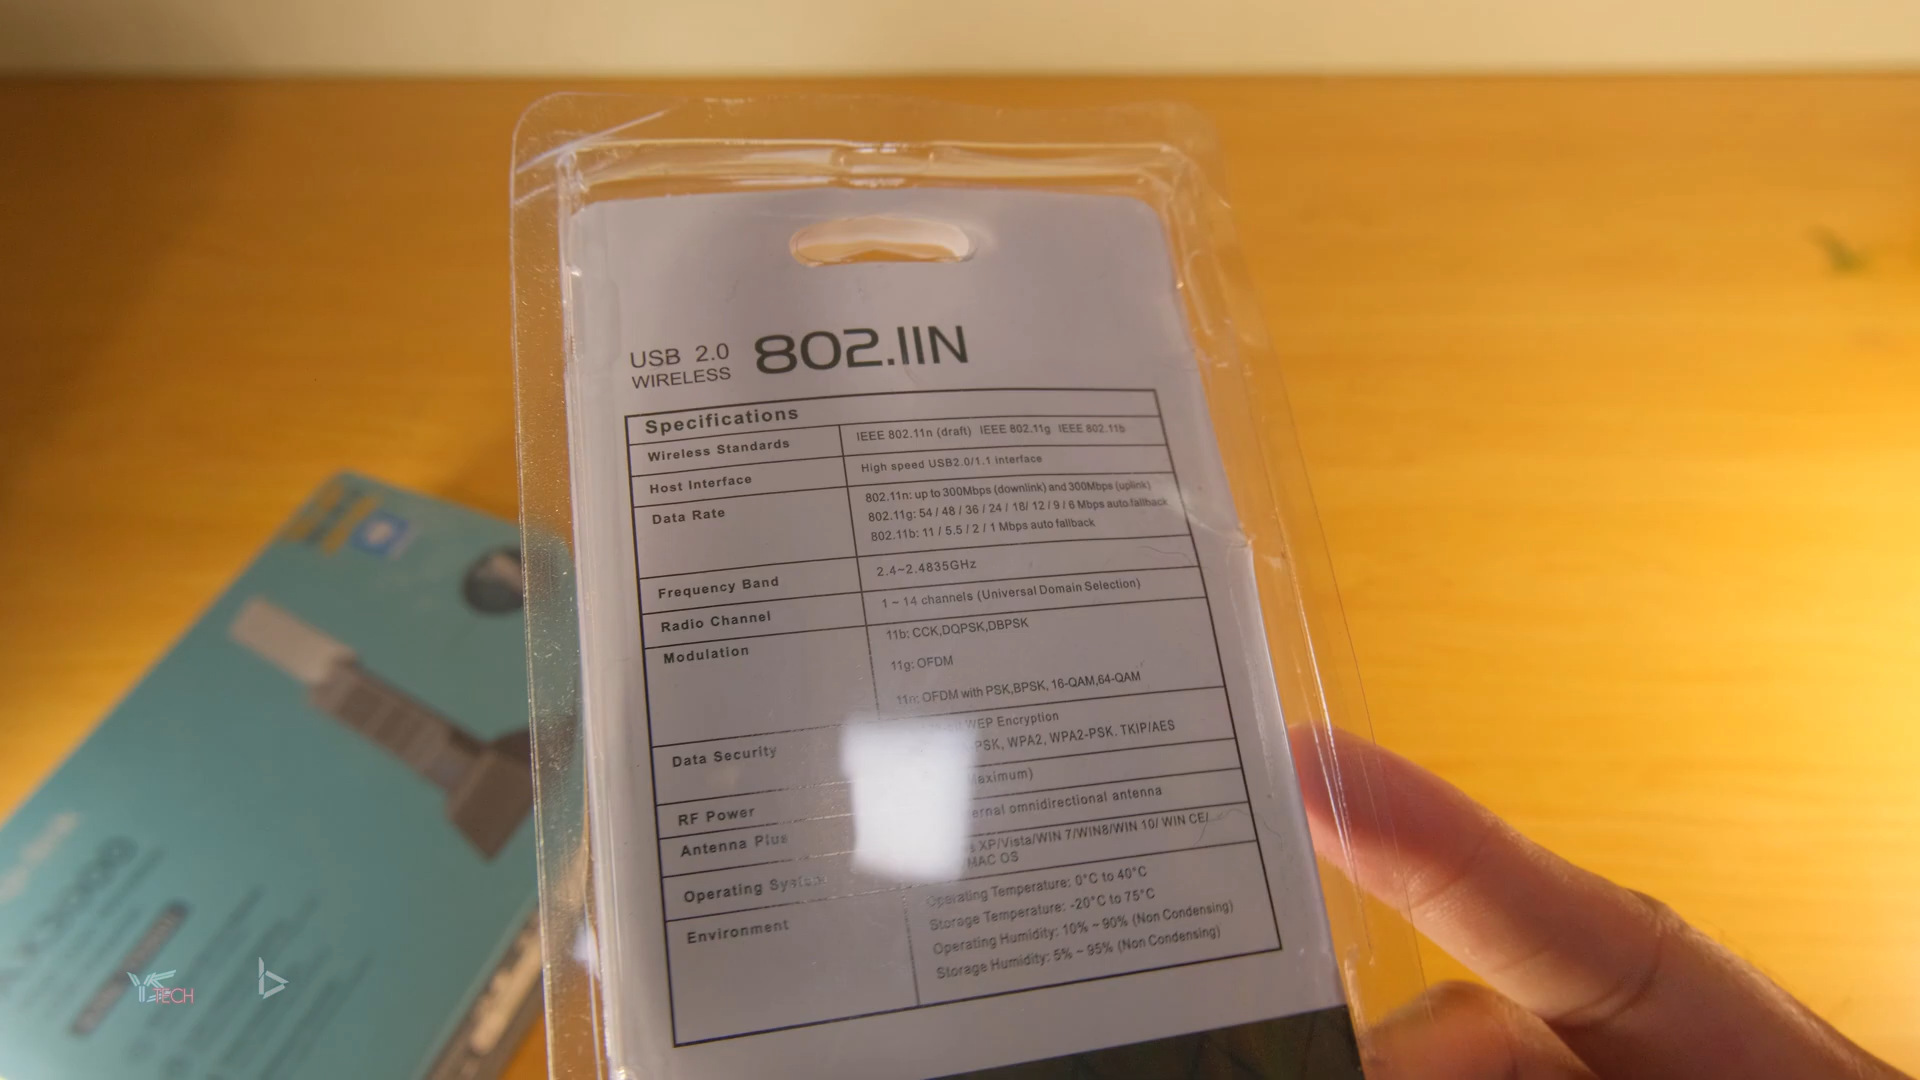 USB 2.0
WIRELESS
802.11N
Specifications
Wireless Standards
IEEE 802.11n (draft) IEEE 802.11g IEEE 802.11b
Host Interface
High speed USB2.0/1.1 interface
Data Rate
802.11n: up to 300Mbps (downlink) and 300Mbps (uplink)
802.11g: 54 / 48 / 36 / 24 / 18/ 12 / 9 / 6 Mbps auto fallback
802.11b: 11 / 5.5 / 2 / 1 Mbps auto fallback
Frequency Band
2.4~2.4835GHz
Radio Channel
1 ~ 14 channels (Universal Domain Selection)
Modulation
11b: CCK,DQPSK,DBPSK
11g: OFDM
11n: OFDM with PSK,BPSK, 16-QAM,64-QAM
Data Security
WEP Encryption
-PSK, WPA2, WPA2-PSK. TKIP/AES
RF Power
Maximum)
Antenna Plus
omnidirectional antenna
Operating System
XP/Vista/WIN 7/WIN8/WIN 10/ WIN CE/
/MAC OS
Environment
Operating Temperature: 0°C to 40°C
Storage Temperature: -20°C to 75°C
Operating Humidity: 10% ~ 90% (Non Condensing)
Storage Humidity: 5% ~ 95% (Non Condensing)
YS TECH